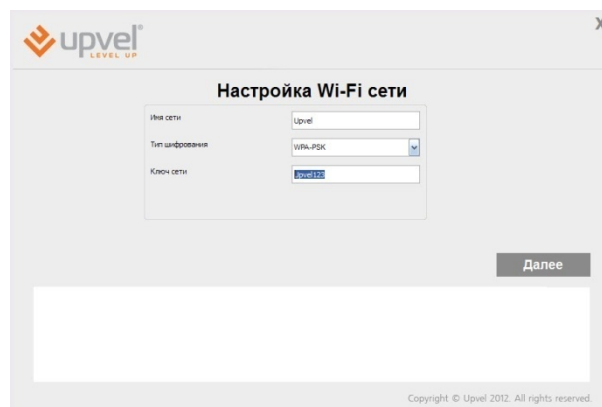 upvel
LEVEL UP
X
Настройка Wi-Fi сети
Имя сети
Upvel
Тип шифрования
WPA-PSK
Ключ сети
Upvel123
Далее
Copyright © Upvel 2012. All rights reserved.